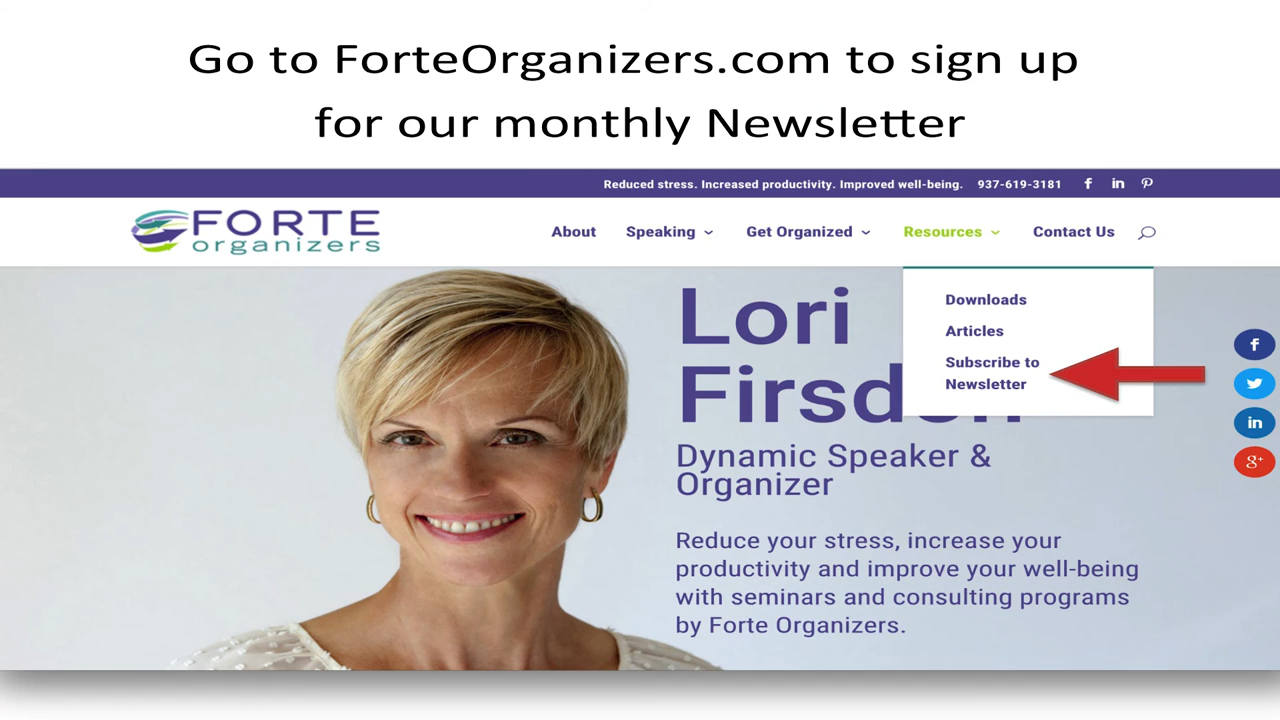 Go to ForteOrganizers.com to sign up
for our monthly Newsletter
Reduced stress. Increased productivity. Improved well-being. 937-619-3181 f in
FORTE
organizers
About Speaking Get Organized Resources Contact Us
Lori
Downloads
Articles
Subscribe to
Newsletter
Dynamic Speaker &
Organizer
Reduce your stress, increase your
productivity and improve your well-being
with seminars and consulting programs
by Forte Organizers.
f
in
g+